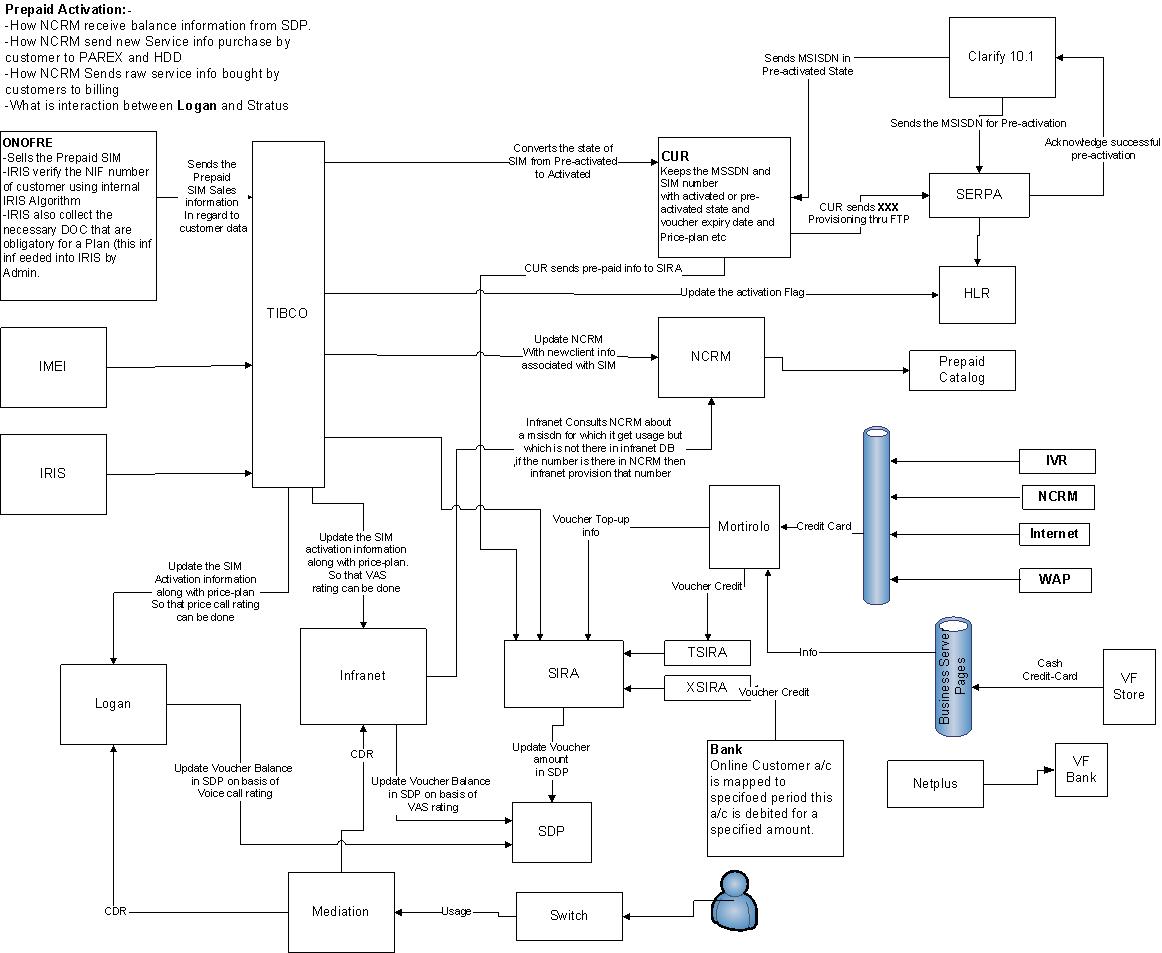 Prepaid Activation:-
-How NCRM receive balance information from SDP.
-How NCRM send new Service info purchase by
customer to PAREX and HDD
-How NCRM Sends raw service info bought by
customers to billing
-What is interaction between Logan and Stratus
Clarify 10.1
Sends MSISDN in
Pre-activated State
Sends the MSISDN for Pre-activation
Acknowledge successful
pre-activation
ONOFRE
-Sells the Prepaid SIM
-IRIS verify the NIF number
of customer using internal
IRIS Algorithm
-IRIS also collect the
necessary DOC that are
obligatory for a Plan (this inf
inf eeded into IRIS by
Admin.
Sends the
Prepaid
SIM Sales
information
In regard to
customer data
TIBCO
Converts the state of
SIM from Pre-activated
to Activated
CUR
Keeps the MSSDN and
SIM number
with activated or pre-
activated state and
voucher expiry date and
Price-plan etc
CUR sends XXX
Provisioning thru FTP
SERPA
CUR sends pre-paid info to SIRA
Update the activation Flag
HLR
IMEI
Update NCRM
With newclient info
associated with SIM
NCRM
Prepaid
Catalog
IRIS
Infranet Consults NCRM about
a msisdn for which it get usage but
which is not there in infranet DB
,if the number is there in NCRM then
infranet provision that number
IVR
NCRM
Internet
WAP
Credit Card
Mortirolo
Voucher Top-up
info
Voucher Credit
Update the SIM
activation information
along with price-plan.
So that VAS
rating can be done
Update the SIM
Activation information
along with price-plan
So that price call rating
can be done
Infranet
SIRA
TSIRA
XSIRA
Voucher Credit
Info
Business Serve
Pages
Cash
Credit-Card
VF
Store
Logan
CDR
Update Voucher Balance
in SDP on basis of
Voice call rating
Update Voucher Balance
in SDP on basis of
VAS rating
Update Voucher
amount
in SDP
SDP
Bank
Online Customer a/c
is mapped to
specifoed period this
a/c is debited for a
specified amount.
Netplus
VF
Bank
CDR
Mediation
Usage
Switch